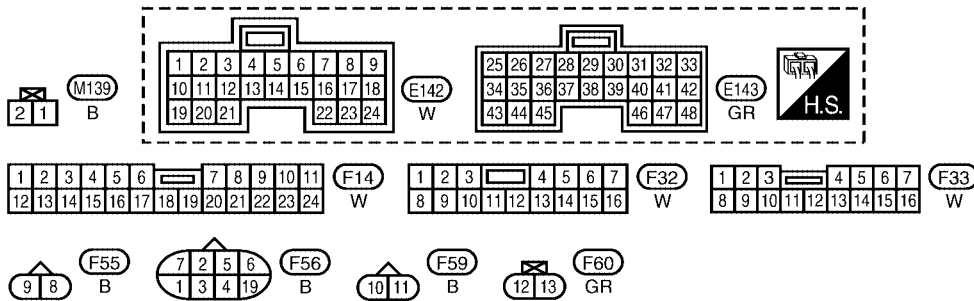 1 2 3 4 5 6 7 8 9
10 11 12 13 14 15 16 17 18
19 20 21 22 23 24
E142
W
25 26 27 28 29 30 31 32 33
34 35 36 37 38 39 40 41 42
43 44 45 46 47 48
E143
GR
H.S.
2 1
M139
B
1 2 3 4 5 6 7 8 9 10 11
12 13 14 15 16 17 18 19 20 21 22 23 24
F14
W
1 2 3 4 5 6 7
8 9 10 11 12 13 14 15 16
F32
W
1 2 3 4 5 6 7
8 9 10 11 12 13 14 15 16
F33
W
9 8
F55
B
7 2 5 6
1 3 4 19
F56
B
10 11
F59
B
12 13
F60
GR